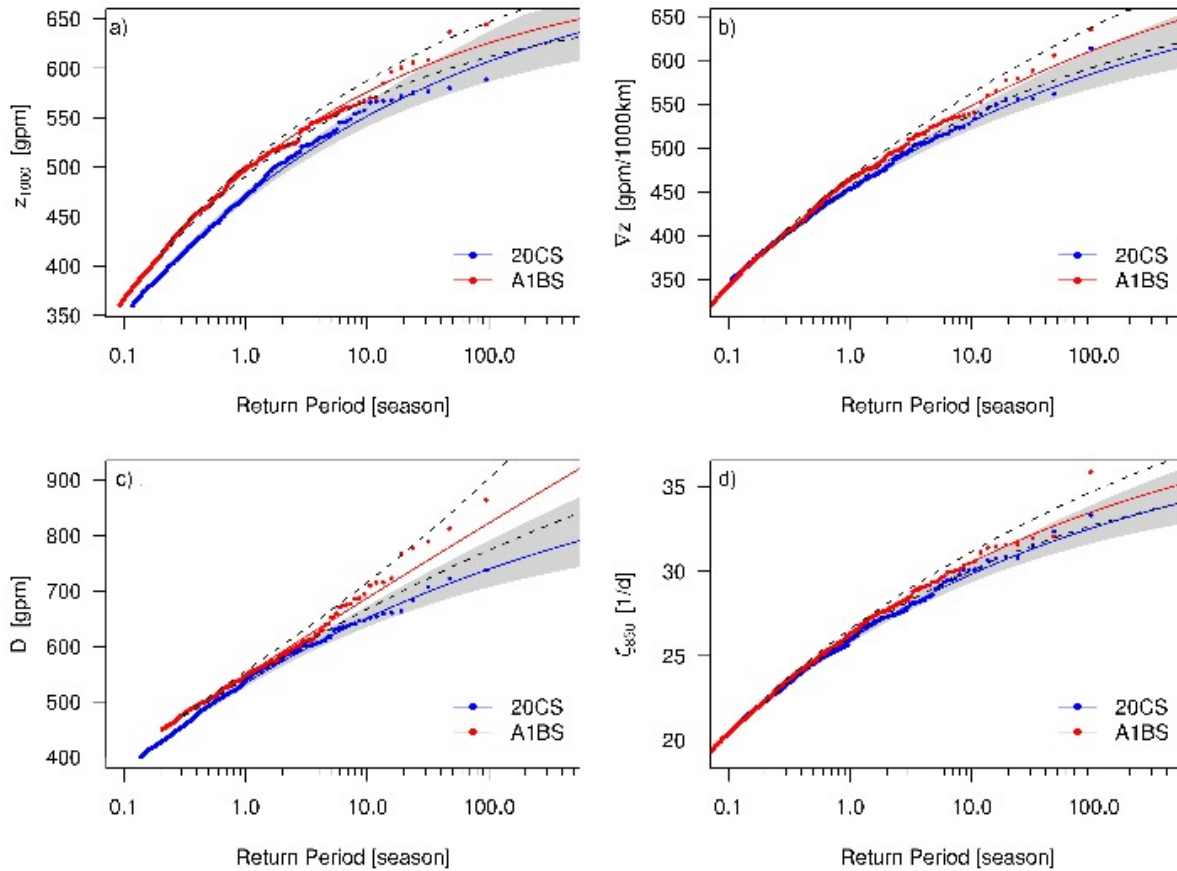 a)
650
600
550
500
450
400
350
z1000 [gpm]
20CS
A1BS
0.1 1.0 10.0 100.0
Return Period [season]
b)
650
600
550
500
450
400
350
∇z [gpm/1000km]
20CS
A1BS
0.1 1.0 10.0 100.0
Return Period [season]
c)
900
800
700
600
500
400
D [gpm]
20CS
A1BS
0.1 1.0 10.0 100.0
Return Period [season]
d)
35
30
25
20
ζ850 [1/d]
20CS
A1BS
0.1 1.0 10.0 100.0
Return Period [season]